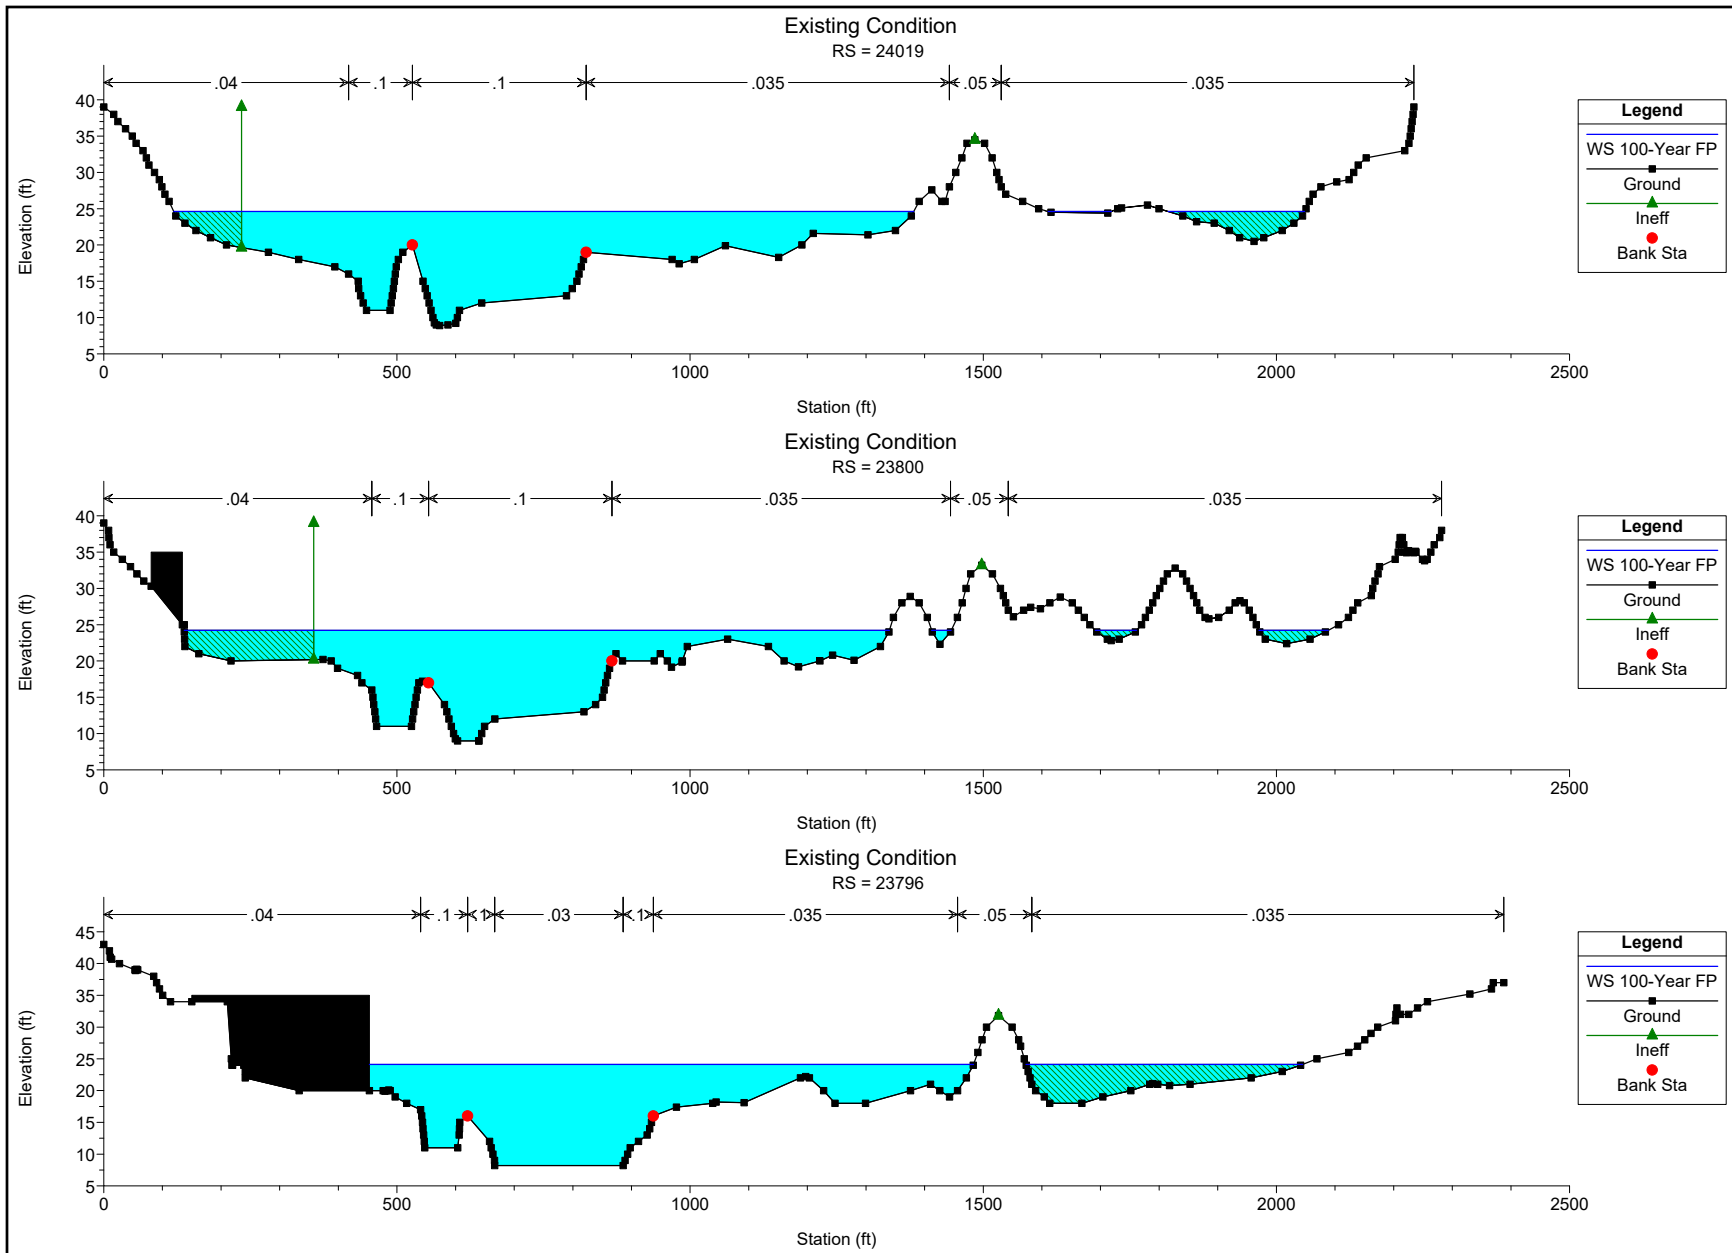 Existing Condition
RS = 24019
.04 .1 .1 .035 .05 .035
40
35
30
25
20
15
10
5
Elevation (ft)
0 500 1000 1500 2000 2500
Station (ft)
Legend
WS 100-Year FP
Ground
Ineff
Bank Sta
Existing Condition
RS = 23800
.04 .1 .1 .035 .05 .035
40
35
30
25
20
15
10
5
Elevation (ft)
0 500 1000 1500 2000 2500
Station (ft)
Legend
WS 100-Year FP
Ground
Ineff
Bank Sta
Existing Condition
RS = 23796
.04 .1 .1 .03 .1 .035 .05 .035
45
40
35
30
25
20
15
10
5
Elevation (ft)
0 500 1000 1500 2000 2500
Station (ft)
Legend
WS 100-Year FP
Ground
Ineff
Bank Sta